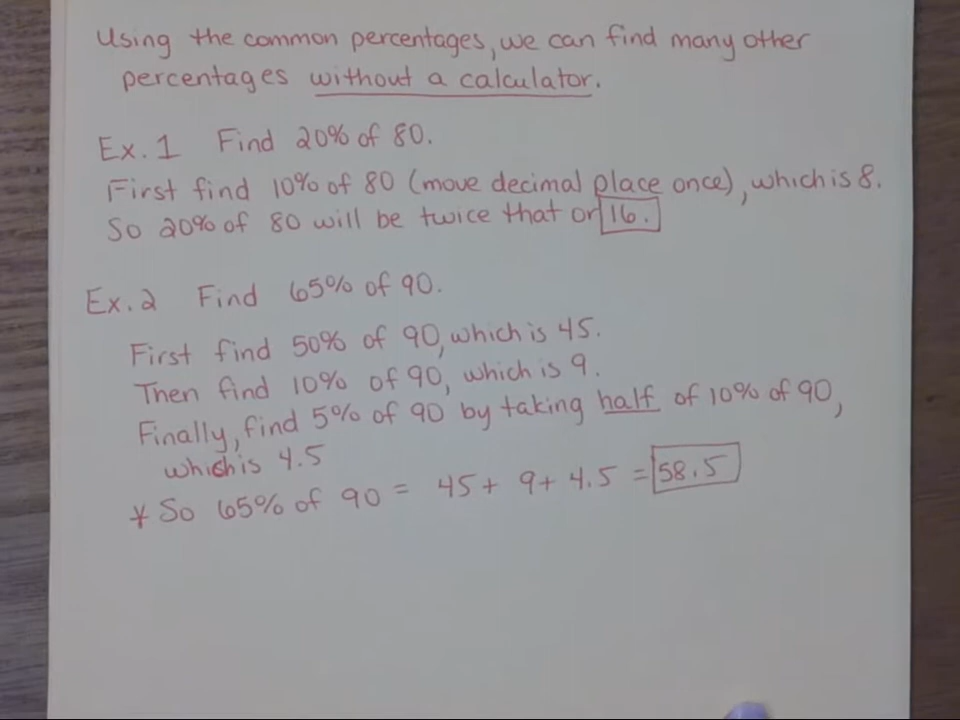 Using the common percentages, we can find many other
percentages without a calculator.
Ex. 1 Find 20% of 80.
First find 10% of 80 (move decimal place once), which is 8.
So 20% of 80 will be twice that or 16.
Ex. 2 Find 65% of 90.
First find 50% of 90, which is 45.
Then find 10% of 90, which is 9.
Finally, find 5% of 90 by taking half of 10% of 90,
which is 4.5
* So 65% of 90 = 45 + 9 + 4.5 = 58.5